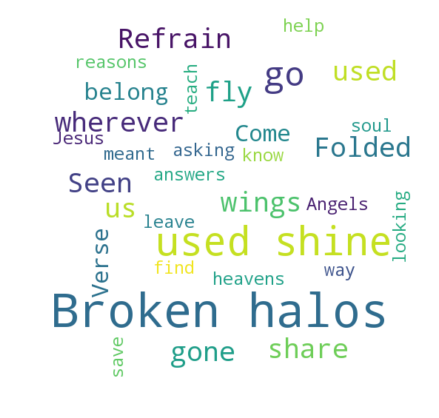 help
Refrain
reasons
go
used
belong
teach
fly
wherever
soul
Jesus
Come
Folded
meant
asking
know
Seen
answers
us
wings
Angels
leave
looking
used shine
Verse
find
way
heavens
Broken halos
save
gone
share